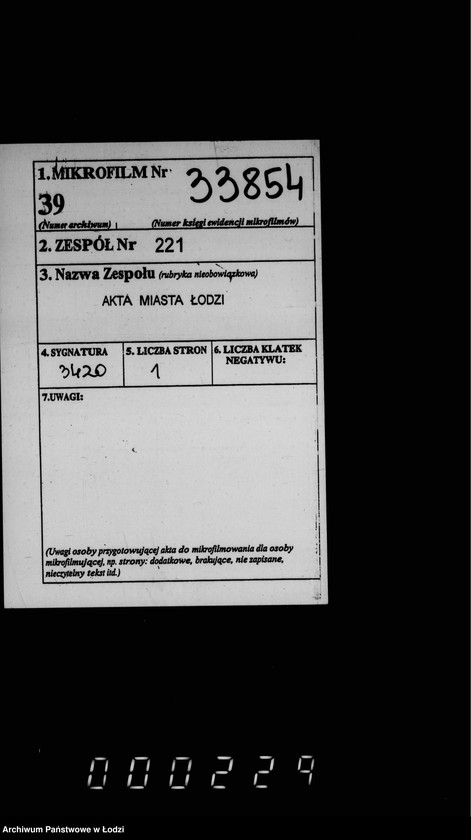 1. MIKROFILM Nr 33854
39
(Numer archiwum) (Numer księgi ewidencji mikrofilmów)
2. ZESPÓŁ Nr 221
3. Nazwa Zespołu (rubryka nieobowiązkowa)
AKTA MIASTA ŁODZI
4. SYGNATURA 5. LICZBA STRON 6. LICZBA KLATEK
NEGATYWU:
3420 1
7.UWAGI:
(Uwagi osoby przygotowującej akta do mikrofilmowania dla osoby
mikrofilmującej, np. strony: dodatkowe, brakujące, nie zapisane,
nieczytelny tekst itd.)
000229
Archiwum Państwowe w Łodzi